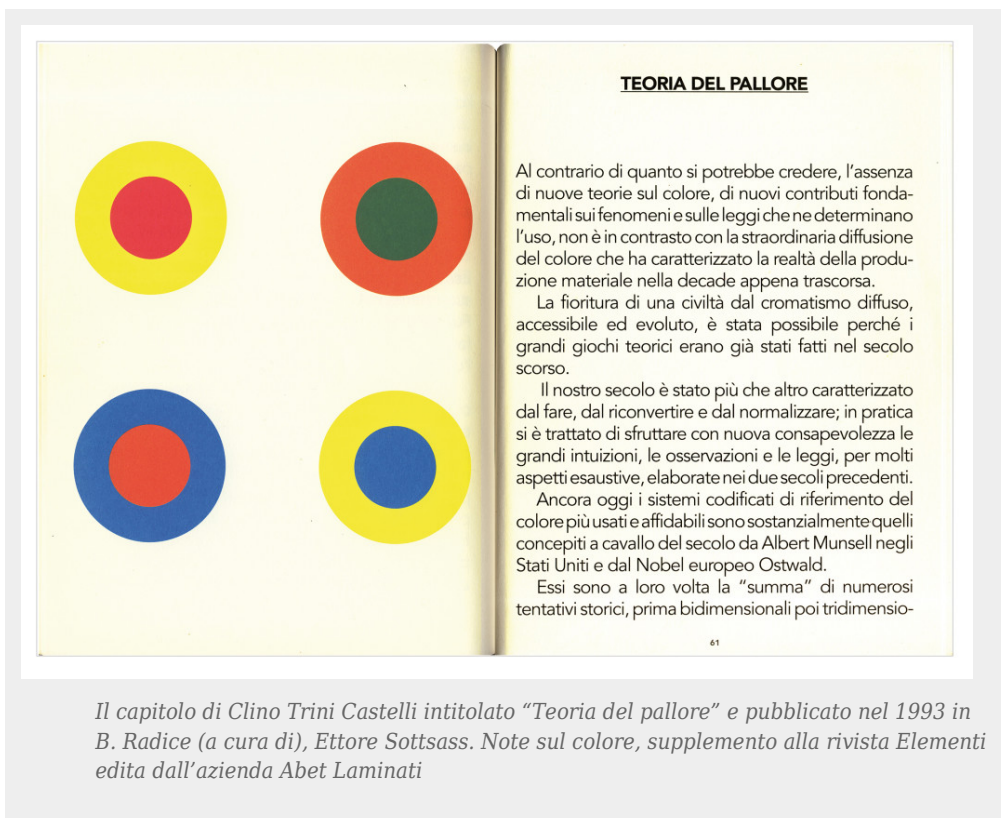 TEORIA DEL PALLORE
Al contrario di quanto si potrebbe credere, l'assenza
di nuove teorie sul colore, di nuovi contributi fonda-
mentali sui fenomeni e sulle leggi che ne determinano
l'uso, non è in contrasto con la straordinaria diffusione
del colore che ha caratterizzato la realtà della produ-
zione materiale nella decade appena trascorsa.
La fioritura di una civiltà dal cromatismo diffuso,
accessibile ed evoluto, è stata possibile perché i
grandi giochi teorici erano già stati fatti nel secolo
scorso.
Il nostro secolo è stato più che altro caratterizzato
dal fare, dal riconvertire e dal normalizzare; in pratica
si è trattato di sfruttare con nuova consapevolezza le
grandi intuizioni, le osservazioni e le leggi, per molti
aspetti esaustive, elaborate nei due secoli precedenti.
Ancora oggi i sistemi codificati di riferimento del
colore più usati e affidabili sono sostanzialmente quelli
concepiti a cavallo del secolo da Albert Munsell negli
Stati Uniti e dal Nobel europeo Ostwald.
Essi sono a loro volta la "summa" di numerosi
tentativi storici, prima bidimensionali poi tridimensio-
61
Il capitolo di Clino Trini Castelli intitolato “Teoria del pallore” e pubblicato nel 1993 in
B. Radice (a cura di), Ettore Sottsass. Note sul colore, supplemento alla rivista Elementi
edita dall’azienda Abet Laminati